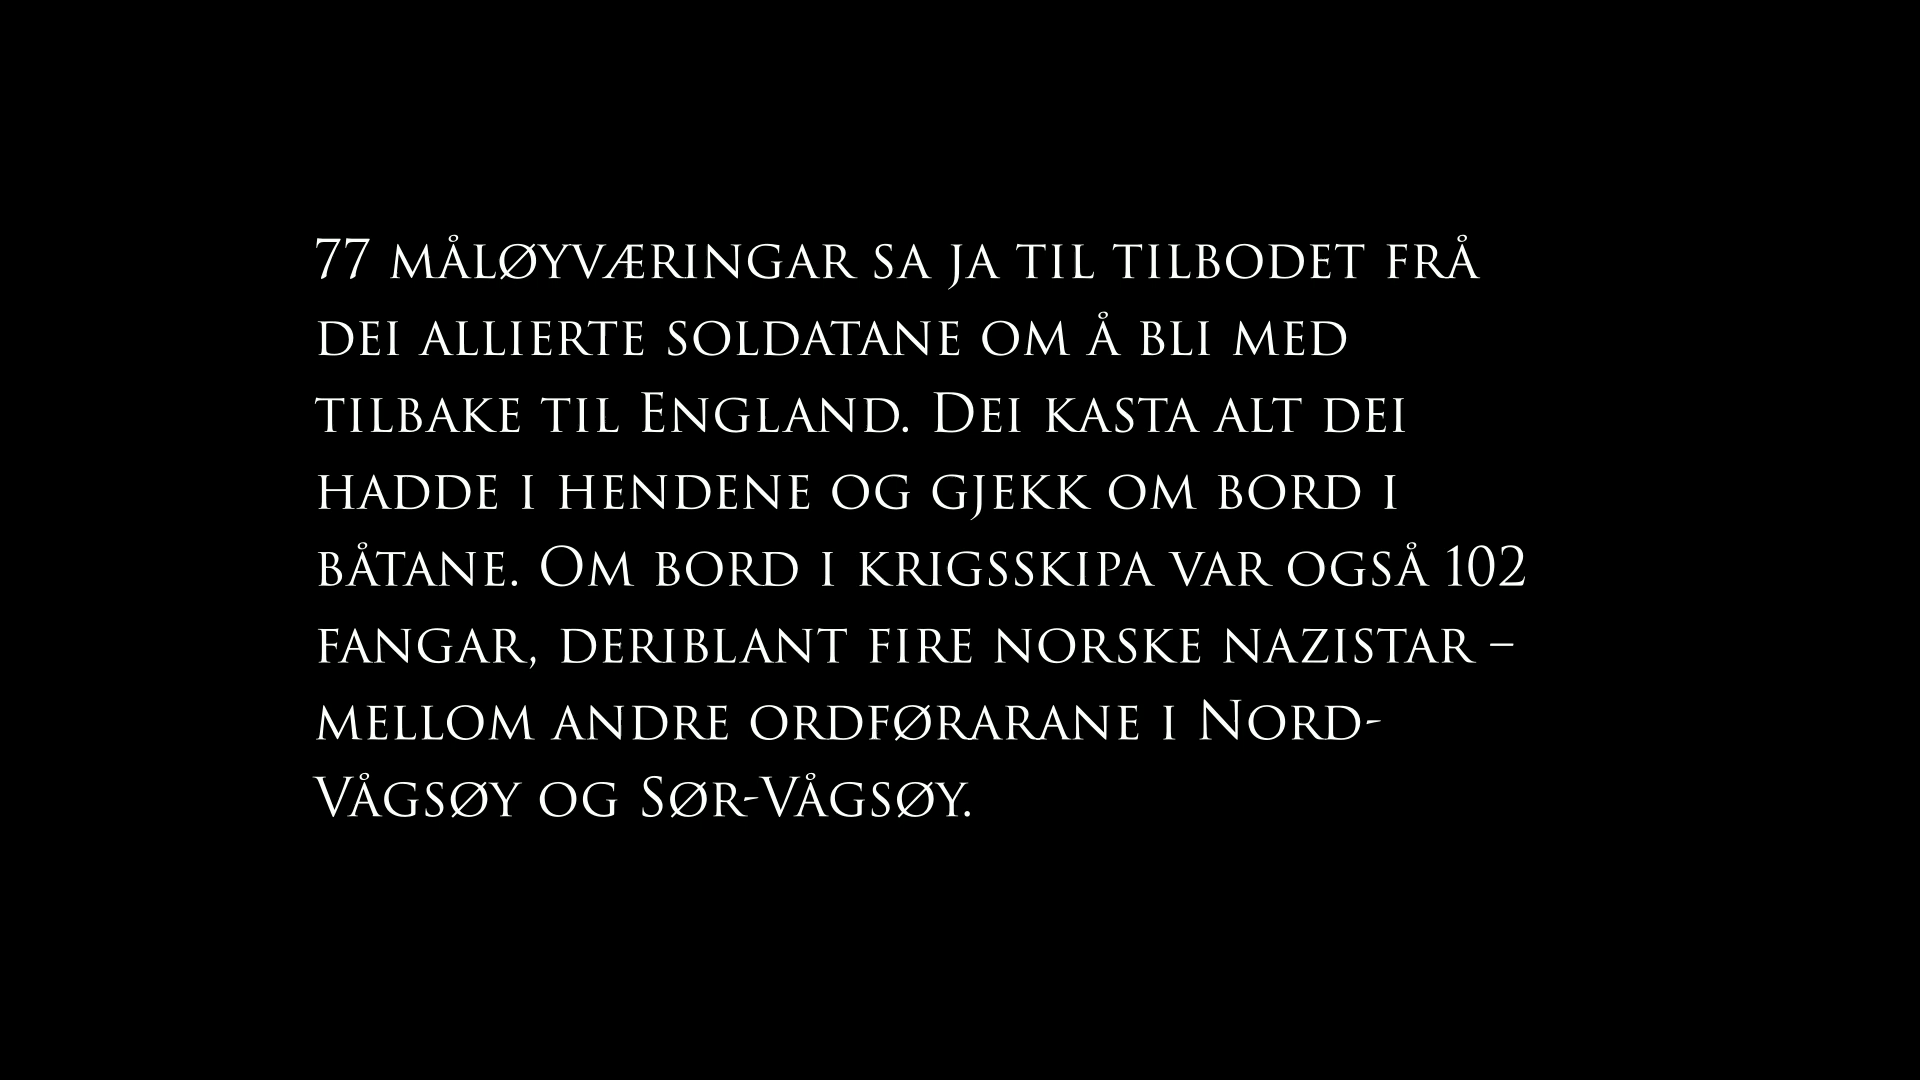 77 måløyværingar sa ja til tilbodet frå
dei allierte soldatane om å bli med
tilbake til England. Dei kasta alt dei
hadde i hendene og gjekk om bord i
båtane. Om bord i krigsskipa var også 102
fangar, deriblant fire norske nazistar –
mellom andre ordførarane i Nord-
Vågsøy og Sør-Vågsøy.